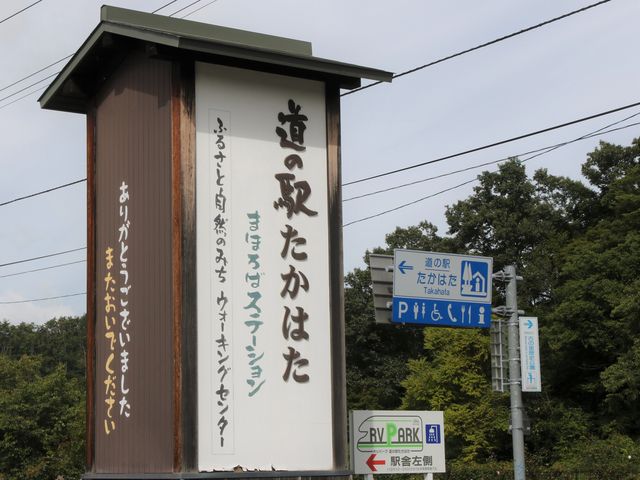 道の駅たかはた
まほろばステーション
ふるさと自然のみち ウォーキングセンター
ありがとうございました
またおいでください
道の駅
たかはた
Takahata
P
i
RV PARK
駅舎左側